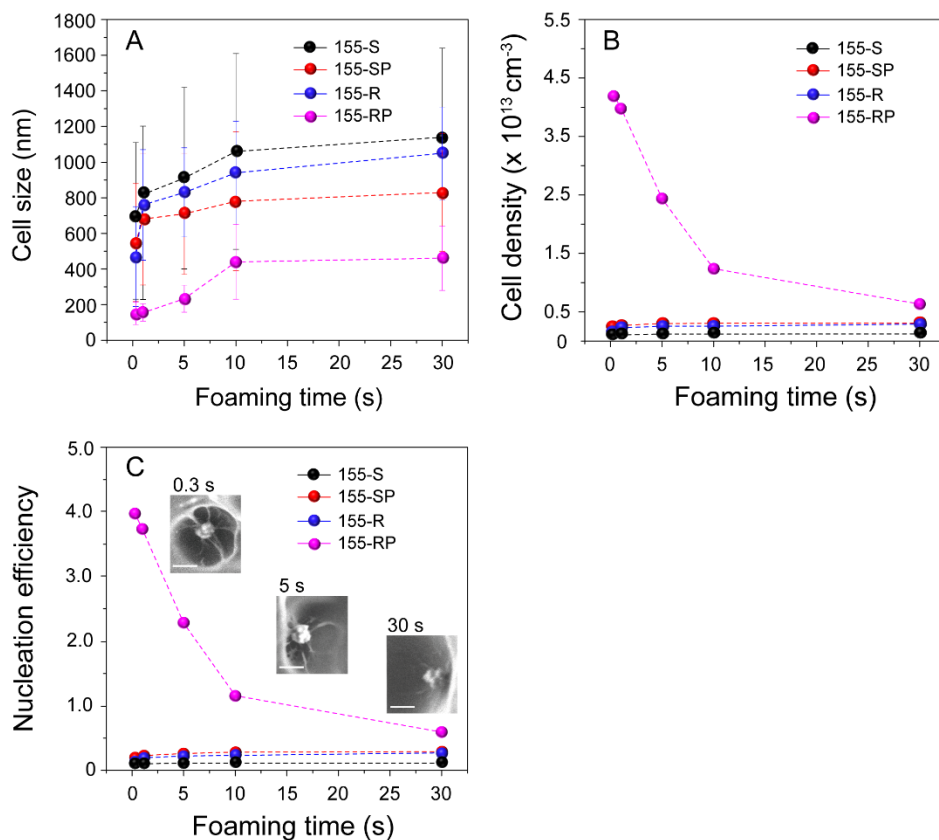 A
Cell size (nm)
1800
1600
1400
1200
1000
800
600
400
200
0
155-S
155-SP
155-R
155-RP
0 5 10 15 20 25 30
Foaming time (s)
B
Cell density (x 10¹³ cm⁻³)
4.5
3.5
2.5
1.5
0.5
0
155-S
155-SP
155-R
155-RP
0 5 10 15 20 25 30
Foaming time (s)
C
Nucleation efficiency
5.0
4.0
3.0
2.0
1.0
0
155-S
155-SP
155-R
155-RP
0.3 s
5 s
30 s
0 5 10 15 20 25 30
Foaming time (s)